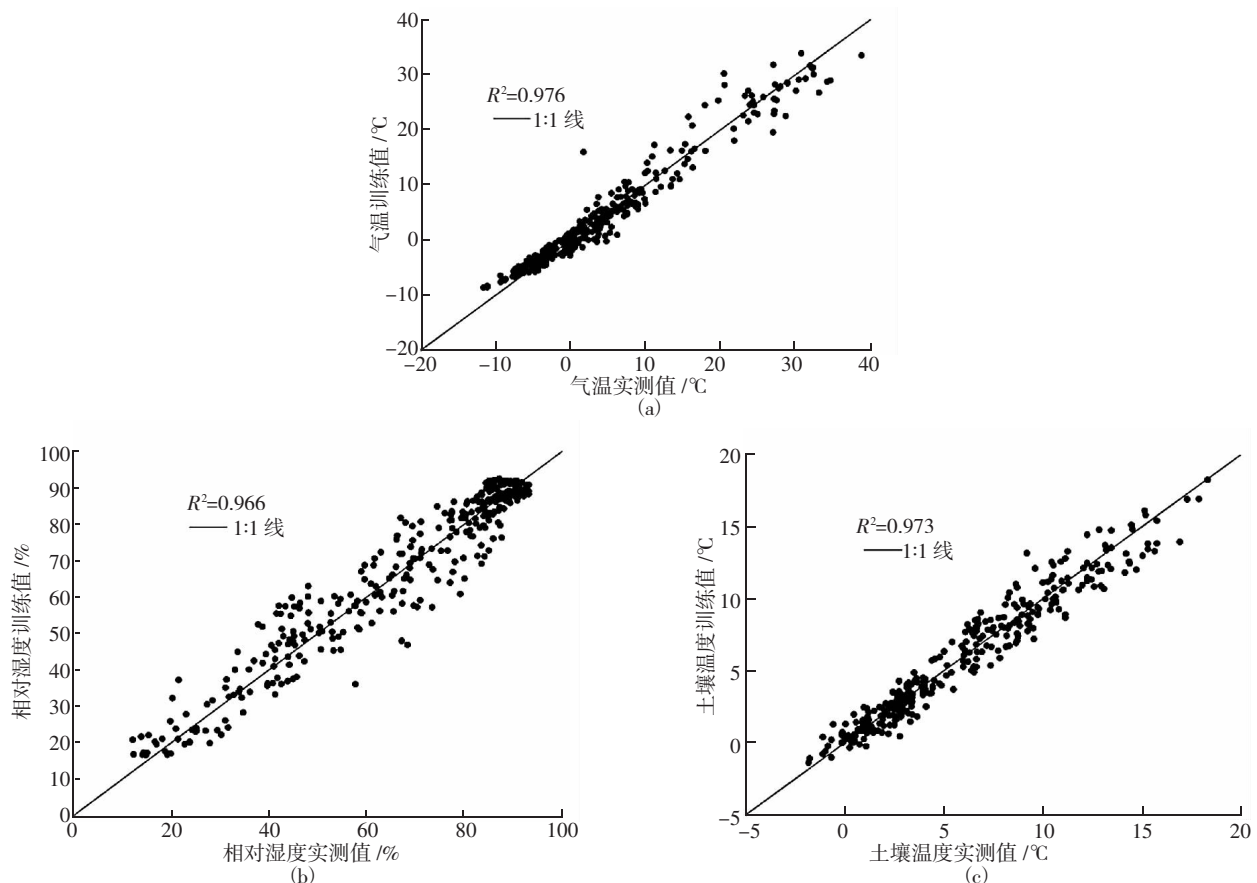 40
30
20
10
0
−10
−20
气温训练值/℃
R²=0.976
1:1 线
−20 −10 0 10 20 30 40
气温实测值/℃
(a)
100
90
80
70
60
50
40
30
20
10
0
相对湿度训练值/%
R²=0.966
1:1 线
0 20 40 60 80 100
相对湿度实测值/%
(b)
20
15
10
5
0
−5
土壤温度训练值/℃
R²=0.973
1:1 线
−5 0 5 10 15 20
土壤温度实测值/℃
(c)